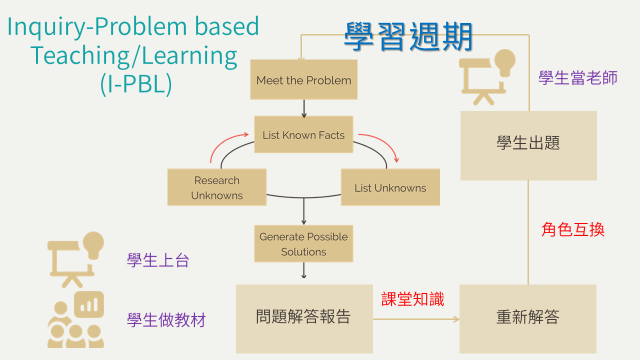 Inquiry-Problem based
Teaching/Learning
(I-PBL)
學習週期
Meet the Problem
List Known Facts
Research
Unknowns
List Unknowns
Generate Possible
Solutions
學生當老師
學生出題
角色互換
學生上台
學生做教材
問題解答報告
課堂知識
重新解答